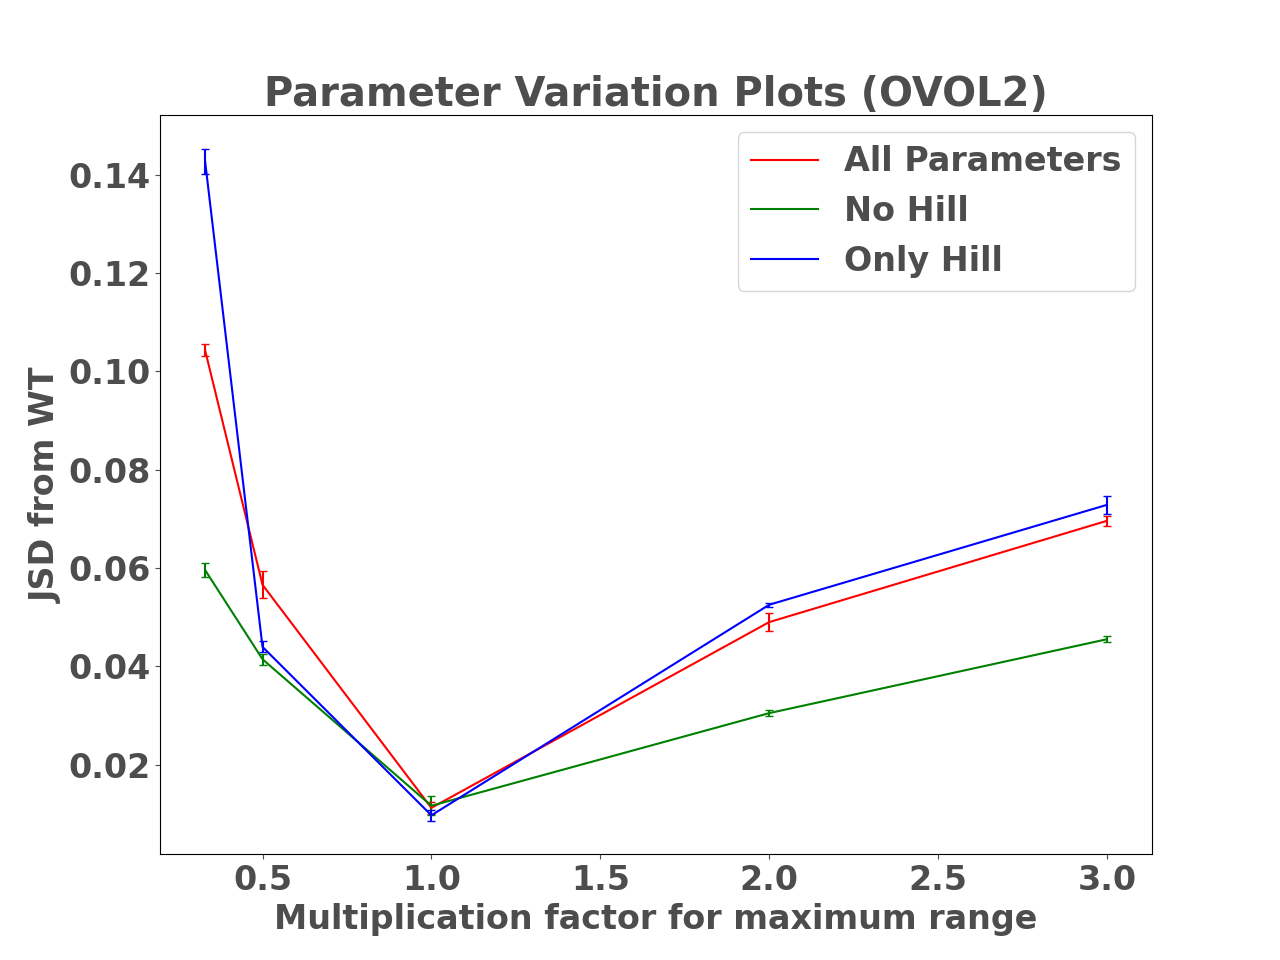 Parameter Variation Plots (OVOL2)
All Parameters
No Hill
Only Hill
JSD from WT
0.14
0.12
0.10
0.08
0.06
0.04
0.02
0.5 1.0 1.5 2.0 2.5 3.0
Multiplication factor for maximum range